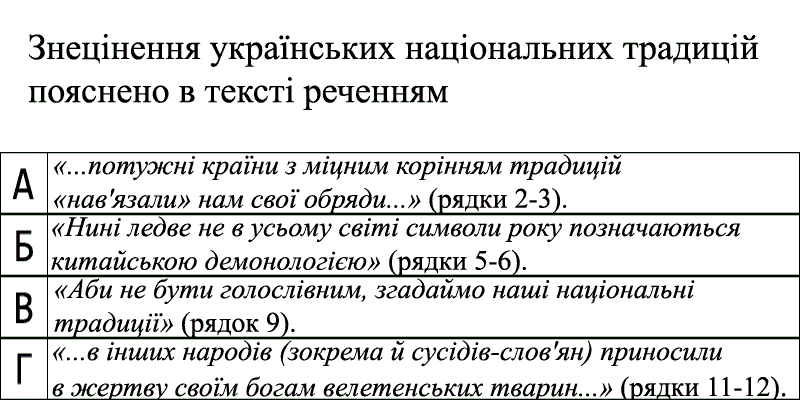 Знецінення українських національних традицій
пояснено в тексті реченням
А
«...потужні країни з міцним корінням традицій
«нав'язали» нам свої обряди...» (рядки 2-3).
Б
«Нині ледве не в усьому світі символи року позначаються
китайською демонологією» (рядки 5-6).
В
«Аби не бути голослівним, згадаймо наші національні
традиції» (рядок 9).
Г
«...в інших народів (зокрема й сусідів-слов'ян) приносили
в жертву своїм богам велетенських тварин...» (рядки 11-12).